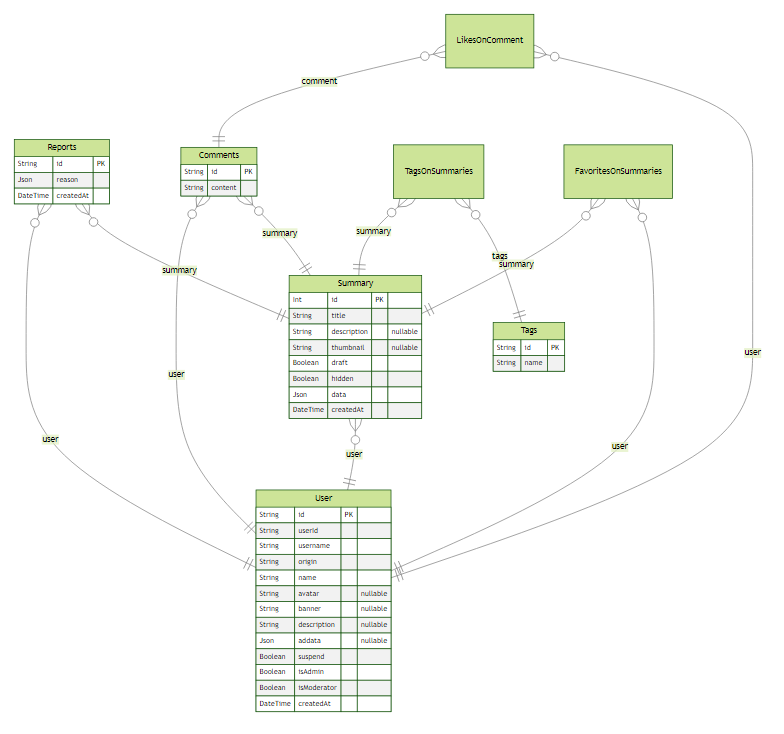 LikesOnComment
comment
Reports
String id PK
Json reason
DateTime createdAt
Comments
String id PK
String content
TagsOnSummaries
FavoritesOnSummaries
summary
summary
tags
summary
summary
Summary
Int id PK
String title
String description nullable
String thumbnail nullable
Boolean draft
Boolean hidden
Json data
DateTime createdAt
Tags
String id PK
String name
user
user
user
user
user
User
String id PK
String userId
String username
String origin
String name
String avatar nullable
String banner nullable
String description nullable
Json addata nullable
Boolean suspend
Boolean isAdmin
Boolean isModerator
DateTime createdAt